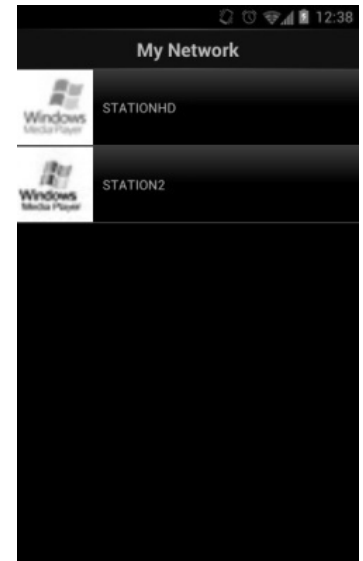 12:38
My Network
Windows
Media Player
STATIONHD
Windows
Media Player
STATION2